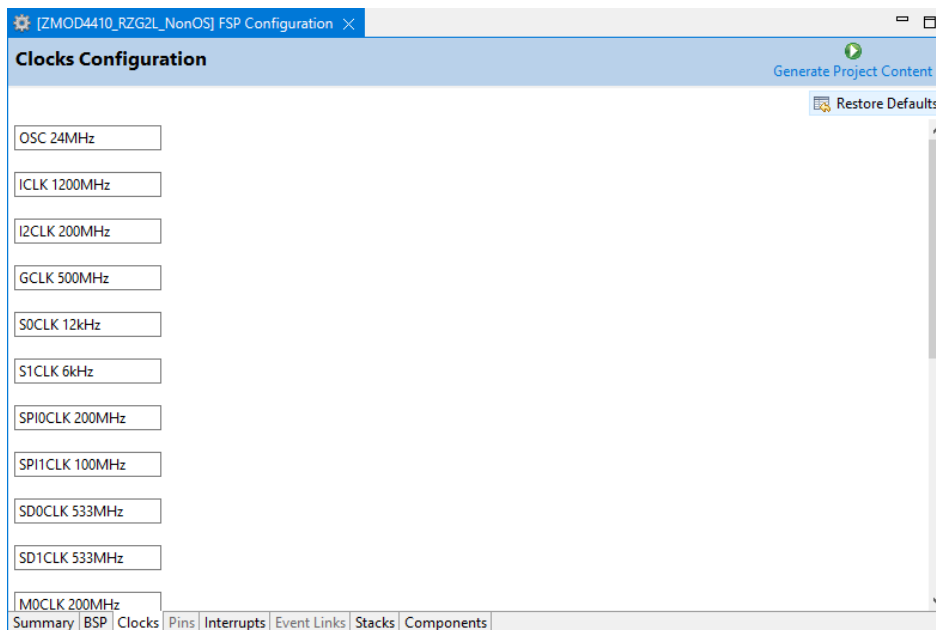 [ZMOD4410_RZG2L_NonOS] FSP Configuration
Clocks Configuration
Generate Project Content
Restore Defaults
OSC 24MHz
ICLK 1200MHz
I2CLK 200MHz
GCLK 500MHz
S0CLK 12kHz
S1CLK 6kHz
SPI0CLK 200MHz
SPI1CLK 100MHz
SD0CLK 533MHz
SD1CLK 533MHz
M0CLK 200MHz
Summary BSP Clocks Pins Interrupts Event Links Stacks Components